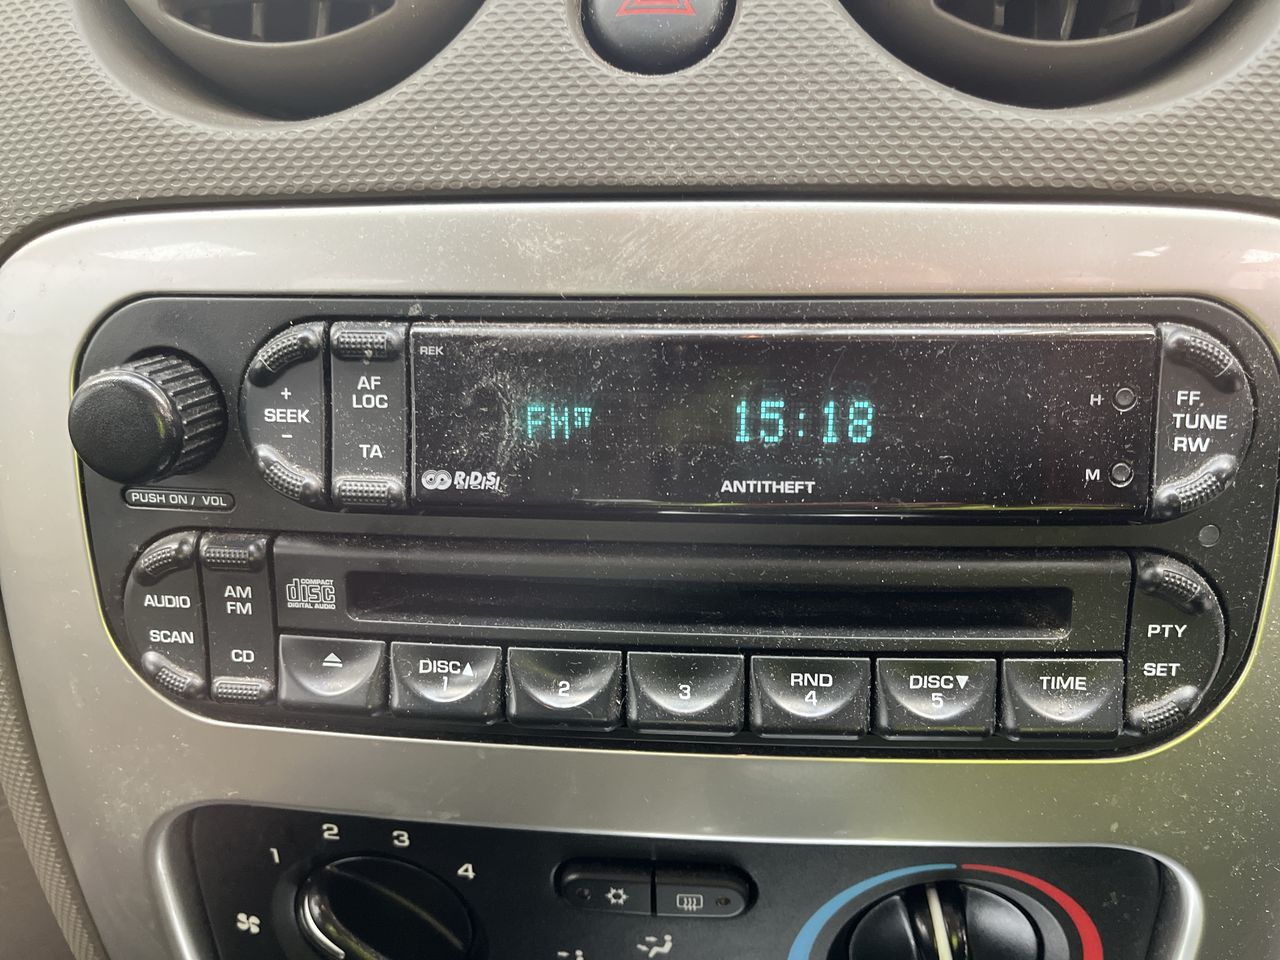 REK
FM ST 15:18
H
M
RDS
ANTITHEFT
+
SEEK
-
AF
LOC
TA
FF
TUNE
RW
PUSH ON / VOL
AUDIO
SCAN
AM
FM
CD
COMPACT
disc
DIGITAL AUDIO
DISC▲
1
2
3
RND
4
DISC▼
5
TIME
PTY
SET
1 2 3 4